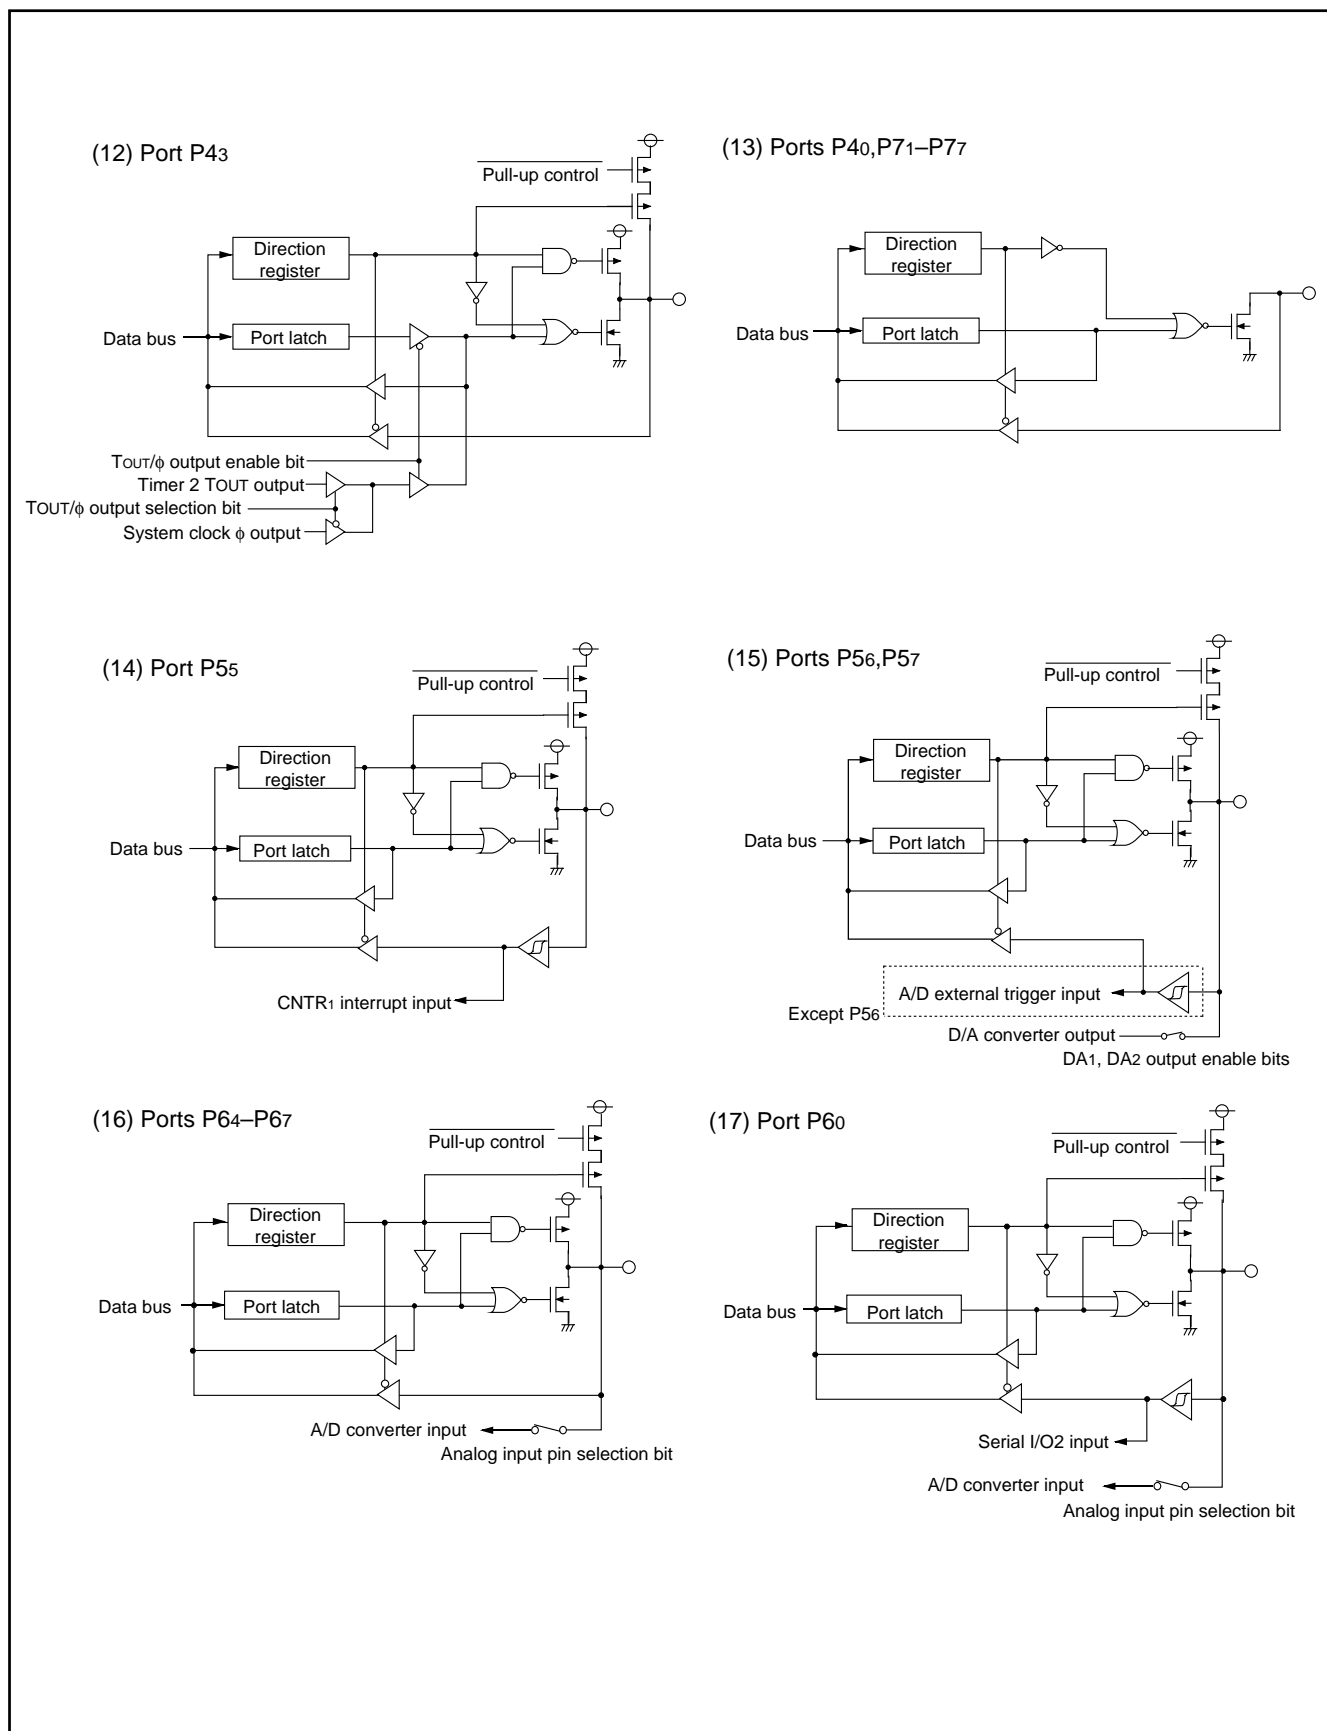 (12) Port P43
Pull-up control
Direction
register
Data bus
Port latch
TOUT/ϕ output enable bit
Timer 2 TOUT output
TOUT/ϕ output selection bit
System clock ϕ output
(13) Ports P40,P71–P77
Direction
register
Data bus
Port latch
(14) Port P55
Pull-up control
Direction
register
Data bus
Port latch
CNTR1 interrupt input
(15) Ports P56,P57
Pull-up control
Direction
register
Data bus
Port latch
A/D external trigger input
Except P56
D/A converter output
DA1, DA2 output enable bits
(16) Ports P64–P67
Pull-up control
Direction
register
Data bus
Port latch
A/D converter input
Analog input pin selection bit
(17) Port P60
Pull-up control
Direction
register
Data bus
Port latch
Serial I/O2 input
A/D converter input
Analog input pin selection bit